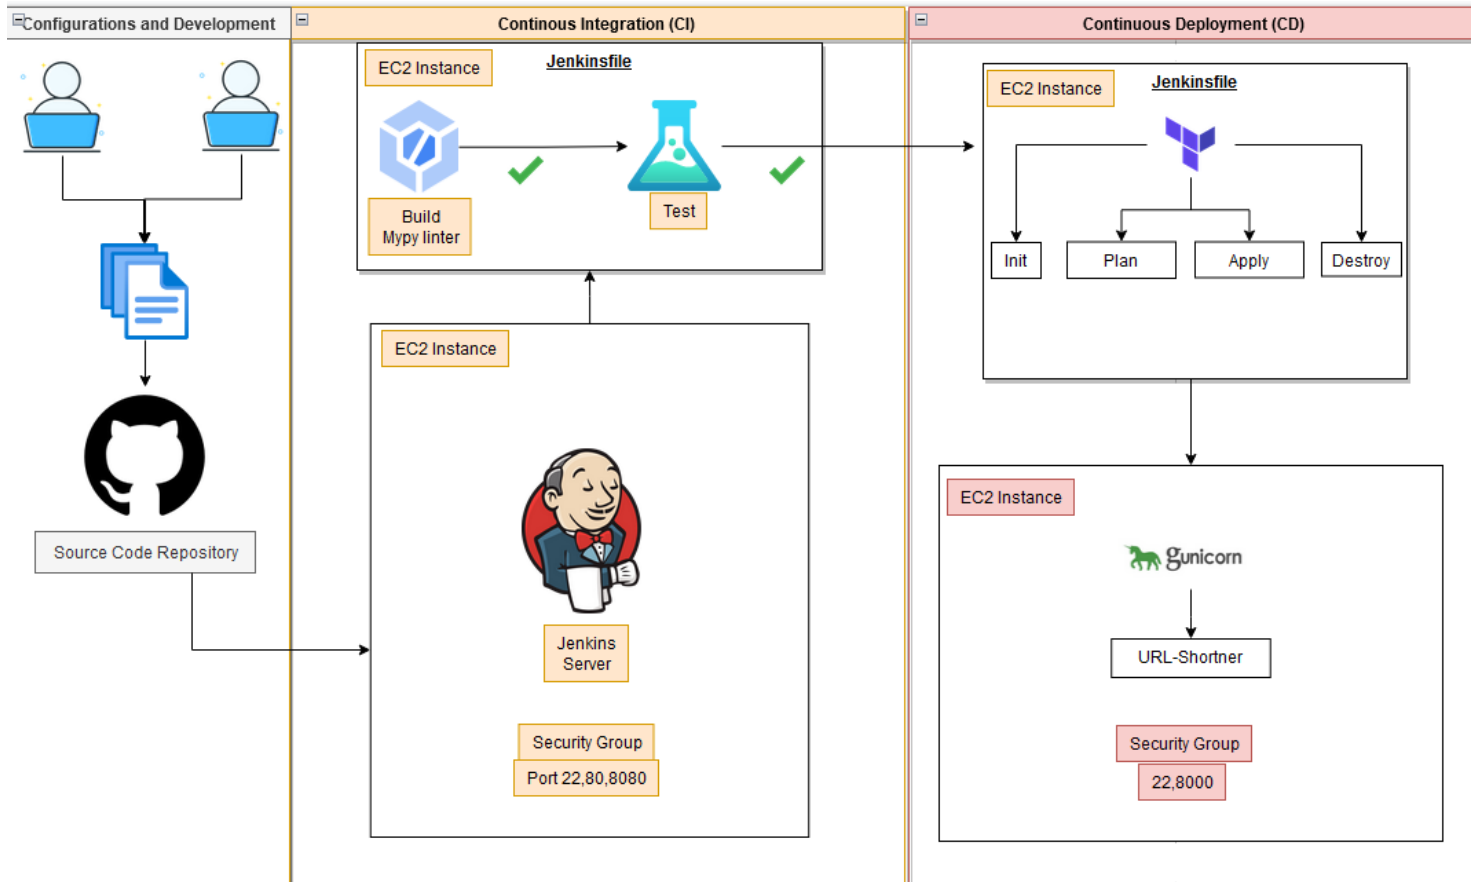 Configurations and Development
Continous Integration (CI)
Continuous Deployment (CD)
EC2 Instance
Jenkinsfile
Build
Mypy linter
Test
EC2 Instance
Jenkinsfile
Init
Plan
Apply
Destroy
Source Code Repository
EC2 Instance
Jenkins
Server
Security Group
Port 22,80,8080
EC2 Instance
gunicorn
URL-Shortner
Security Group
22,8000